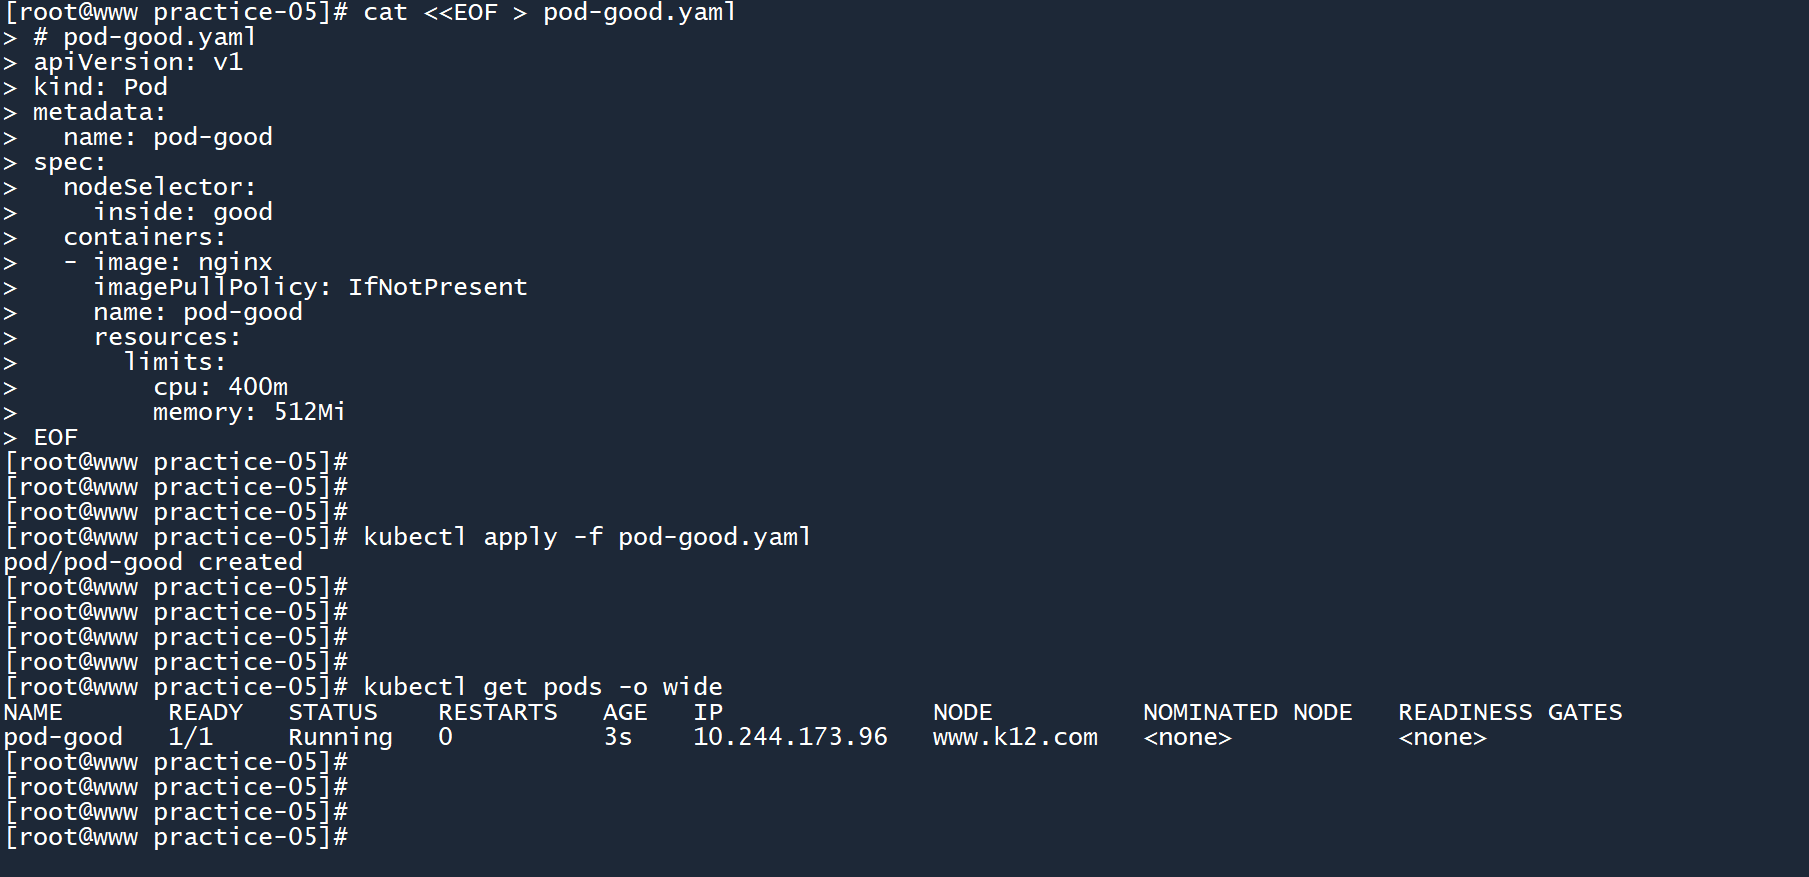 [root@www practice-05]# cat <<EOF > pod-good.yaml
> # pod-good.yaml
> apiVersion: v1
> kind: Pod
> metadata:
>   name: pod-good
> spec:
>   nodeSelector:
>     inside: good
>   containers:
>   - image: nginx
>     imagePullPolicy: IfNotPresent
>     name: pod-good
>     resources:
>       limits:
>         cpu: 400m
>         memory: 512Mi
> EOF
[root@www practice-05]#
[root@www practice-05]#
[root@www practice-05]#
[root@www practice-05]# kubectl apply -f pod-good.yaml
pod/pod-good created
[root@www practice-05]#
[root@www practice-05]#
[root@www practice-05]#
[root@www practice-05]#
[root@www practice-05]# kubectl get pods -o wide
NAME       READY   STATUS    RESTARTS   AGE   IP              NODE          NOMINATED NODE   READINESS GATES
pod-good   1/1     Running   0          3s    10.244.173.96   www.k12.com   <none>           <none>
[root@www practice-05]#
[root@www practice-05]#
[root@www practice-05]#
[root@www practice-05]#